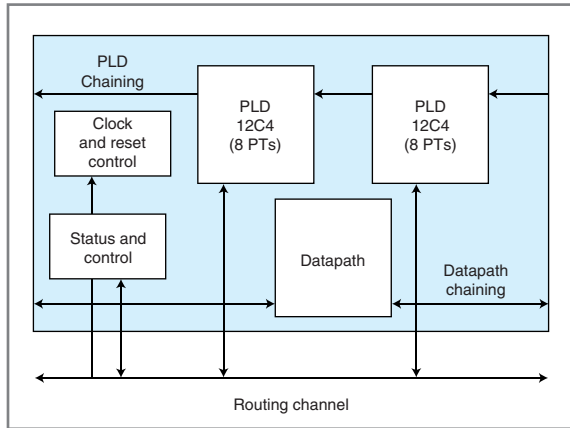 PLD
Chaining
PLD
12C4
(8 PTs)
PLD
12C4
(8 PTs)
Clock
and reset
control
Status and
control
Datapath
Datapath
chaining
Routing channel